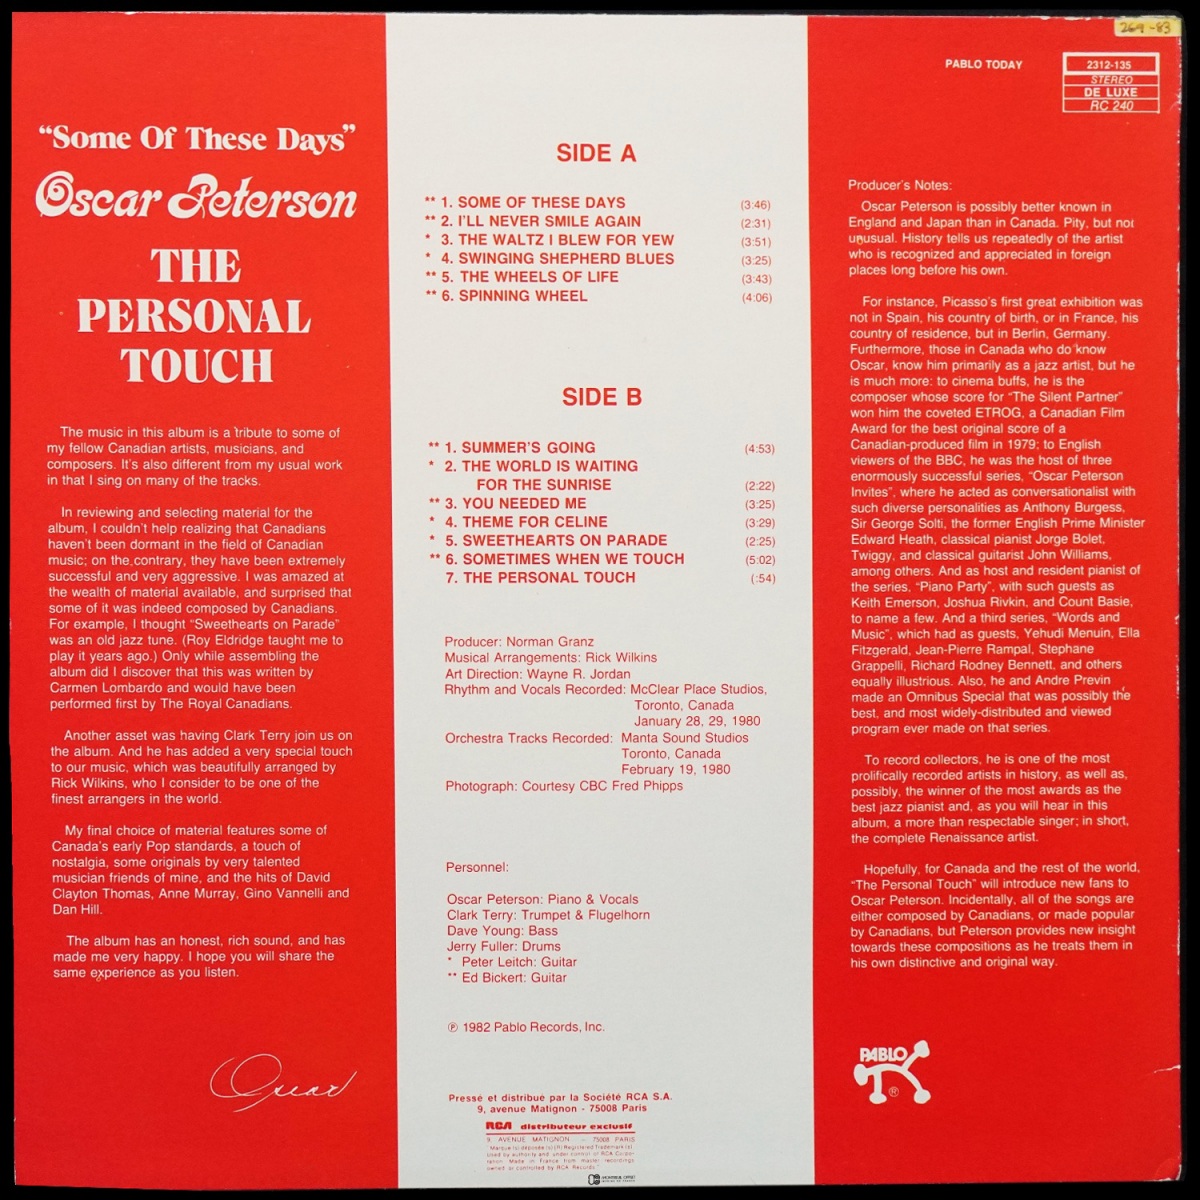 269-83
PABLO TODAY
2312-135
STEREO
DE LUXE
RC 240
“Some Of These Days”
Oscar Peterson
THE
PERSONAL
TOUCH
The music in this album is a tribute to some of
my fellow Canadian artists, musicians, and
composers. It's also different from my usual work
in that I sing on many of the tracks.
In reviewing and selecting material for the
album, I couldn't help realizing that Canadians
haven't been dormant in the field of Canadian
music; on the contrary, they have been extremely
successful and very aggressive. I was amazed at
the wealth of material available, and surprised that
some of it was indeed composed by Canadians.
For example, I thought “Sweethearts on Parade”
was an old jazz tune. (Roy Eldridge taught me to
play it years ago.) Only while assembling the
album did I discover that this was written by
Carmen Lombardo and would have been
performed first by The Royal Canadians.
Another asset was having Clark Terry join us on
the album. And he has added a very special touch
to our music, which was beautifully arranged by
Rick Wilkins, who I consider to be one of the
finest arrangers in the world.
My final choice of material features some of
Canada's early Pop standards, a touch of
nostalgia, some originals by very talented
musician friends of mine, and the hits of David
Clayton Thomas, Anne Murray, Gino Vannelli and
Dan Hill.
The album has an honest, rich sound, and has
made me very happy. I hope you will share the
same experience as you listen.
Oscar
SIDE A
** 1. SOME OF THESE DAYS (3:46)
** 2. I'LL NEVER SMILE AGAIN (2:31)
* 3. THE WALTZ I BLEW FOR YEW (3:51)
* 4. SWINGING SHEPHERD BLUES (3:25)
** 5. THE WHEELS OF LIFE (3:43)
** 6. SPINNING WHEEL (4:06)
SIDE B
** 1. SUMMER'S GOING (4:53)
* 2. THE WORLD IS WAITING
FOR THE SUNRISE (2:22)
** 3. YOU NEEDED ME (3:25)
* 4. THEME FOR CELINE (3:29)
* 5. SWEETHEARTS ON PARADE (2:25)
** 6. SOMETIMES WHEN WE TOUCH (5:02)
7. THE PERSONAL TOUCH (:54)
Producer: Norman Granz
Musical Arrangements: Rick Wilkins
Art Direction: Wayne R. Jordan
Rhythm and Vocals Recorded: McClear Place Studios,
Toronto, Canada
January 28, 29, 1980
Orchestra Tracks Recorded: Manta Sound Studios
Toronto, Canada
February 19, 1980
Photograph: Courtesy CBC Fred Phipps
Personnel:
Oscar Peterson: Piano & Vocals
Clark Terry: Trumpet & Flugelhorn
Dave Young: Bass
Jerry Fuller: Drums
* Peter Leitch: Guitar
** Ed Bickert: Guitar
℗ 1982 Pablo Records, Inc.
Pressé et distribué par la Société RCA S.A.
9, avenue Matignon - 75008 Paris
RCA distributeur exclusif
9 AVENUE MATIGNON - 75008 PARIS
"Marque(s) déposée(s) (R) Registered Trademark(s).
Used by authority and under control of RCA Corpo-
ration. Made in France from master recordings
owned or controlled by RCA Records"
Producer's Notes:
Oscar Peterson is possibly better known in
England and Japan than in Canada. Pity, but not
unusual. History tells us repeatedly of the artist
who is recognized and appreciated in foreign
places long before his own.
For instance, Picasso's first great exhibition was
not in Spain, his country of birth, or in France, his
country of residence, but in Berlin, Germany.
Furthermore, those in Canada who do know
Oscar, know him primarily as a jazz artist, but he
is much more: to cinema buffs, he is the
composer whose score for “The Silent Partner”
won him the coveted ETROG, a Canadian Film
Award for the best original score of a
Canadian-produced film in 1979; to English
viewers of the BBC, he was the host of three
enormously successful series, “Oscar Peterson
Invites”, where he acted as conversationalist with
such diverse personalities as Anthony Burgess,
Sir George Solti, the former English Prime Minister
Edward Heath, classical pianist Jorge Bolet,
Twiggy, and classical guitarist John Williams,
among others. And as host and resident pianist of
the series, “Piano Party”, with such guests as
Keith Emerson, Joshua Rivkin, and Count Basie,
to name a few. And a third series, “Words and
Music”, which had as guests, Yehudi Menuin, Ella
Fitzgerald, Jean-Pierre Rampal, Stephane
Grappelli, Richard Rodney Bennett, and others
equally illustrious. Also, he and Andre Previn
made an Omnibus Special that was possibly the
best, and most widely-distributed and viewed
program ever made on that series.
To record collectors, he is one of the most
prolifically recorded artists in history, as well as,
possibly, the winner of the most awards as the
best jazz pianist and, as you will hear in this
album, a more than respectable singer; in short,
the complete Renaissance artist.
Hopefully, for Canada and the rest of the world,
“The Personal Touch” will introduce new fans to
Oscar Peterson. Incidentally, all of the songs are
either composed by Canadians, or made popular
by Canadians, but Peterson provides new insight
towards these compositions as he treats them in
his own distinctive and original way.
PABLO
®